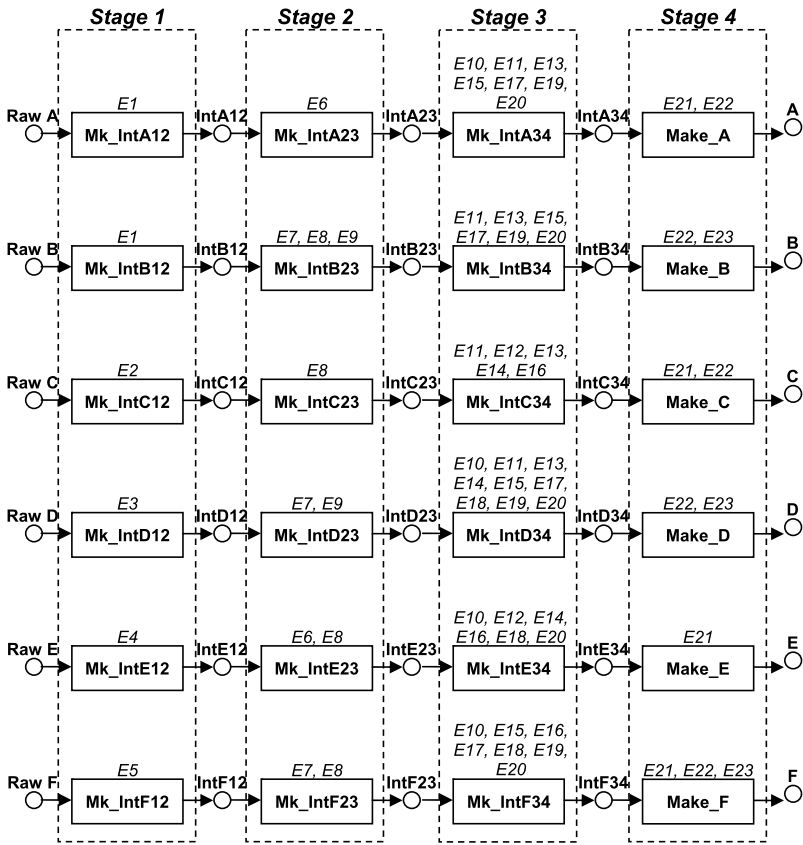 Stage 1 Stage 2 Stage 3 Stage 4
E10, E11, E13,
E15, E17, E19,
E1 E6 E20 E21, E22
Raw A IntA12 IntA23 IntA34 A
Mk_IntA12 Mk_IntA23 Mk_IntA34 Make_A
E11, E13, E15,
E1 E7, E8, E9 E17, E19, E20 E22, E23
Raw B IntB12 IntB23 IntB34 B
Mk_IntB12 Mk_IntB23 Mk_IntB34 Make_B
E11, E12, E13,
E2 E8 E14, E16 E21, E22
Raw C IntC12 IntC23 IntC34 C
Mk_IntC12 Mk_IntC23 Mk_IntC34 Make_C
E10, E11, E13,
E14, E15, E17,
E3 E7, E9 E18, E19, E20 E22, E23
Raw D IntD12 IntD23 IntD34 D
Mk_IntD12 Mk_IntD23 Mk_IntD34 Make_D
E10, E12, E14,
E4 E6, E8 E16, E18, E20 E21
Raw E IntE12 IntE23 IntE34 E
Mk_IntE12 Mk_IntE23 Mk_IntE34 Make_E
E10, E15, E16,
E17, E18, E19,
E5 E7, E8 E20 E21, E22, E23
Raw F IntF12 IntF23 IntF34 F
Mk_IntF12 Mk_IntF23 Mk_IntF34 Make_F